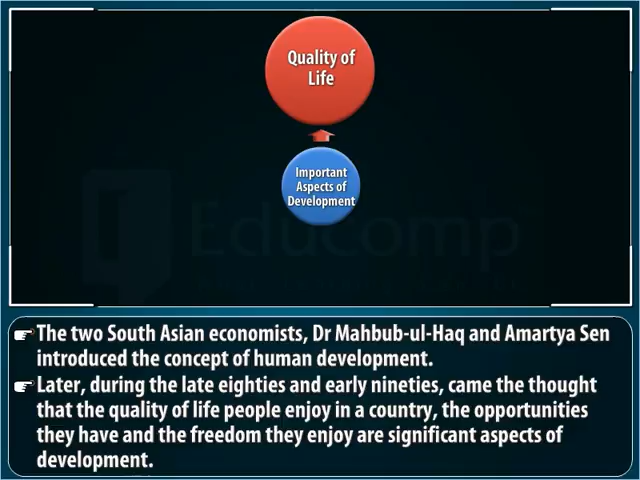 Quality of
Life
Important
Aspects of
Development
Educomp
The two South Asian economists, Dr Mahbub-ul-Haq and Amartya Sen
introduced the concept of human development.
Later, during the late eighties and early nineties, came the thought
that the quality of life people enjoy in a country, the opportunities
they have and the freedom they enjoy are significant aspects of
development.